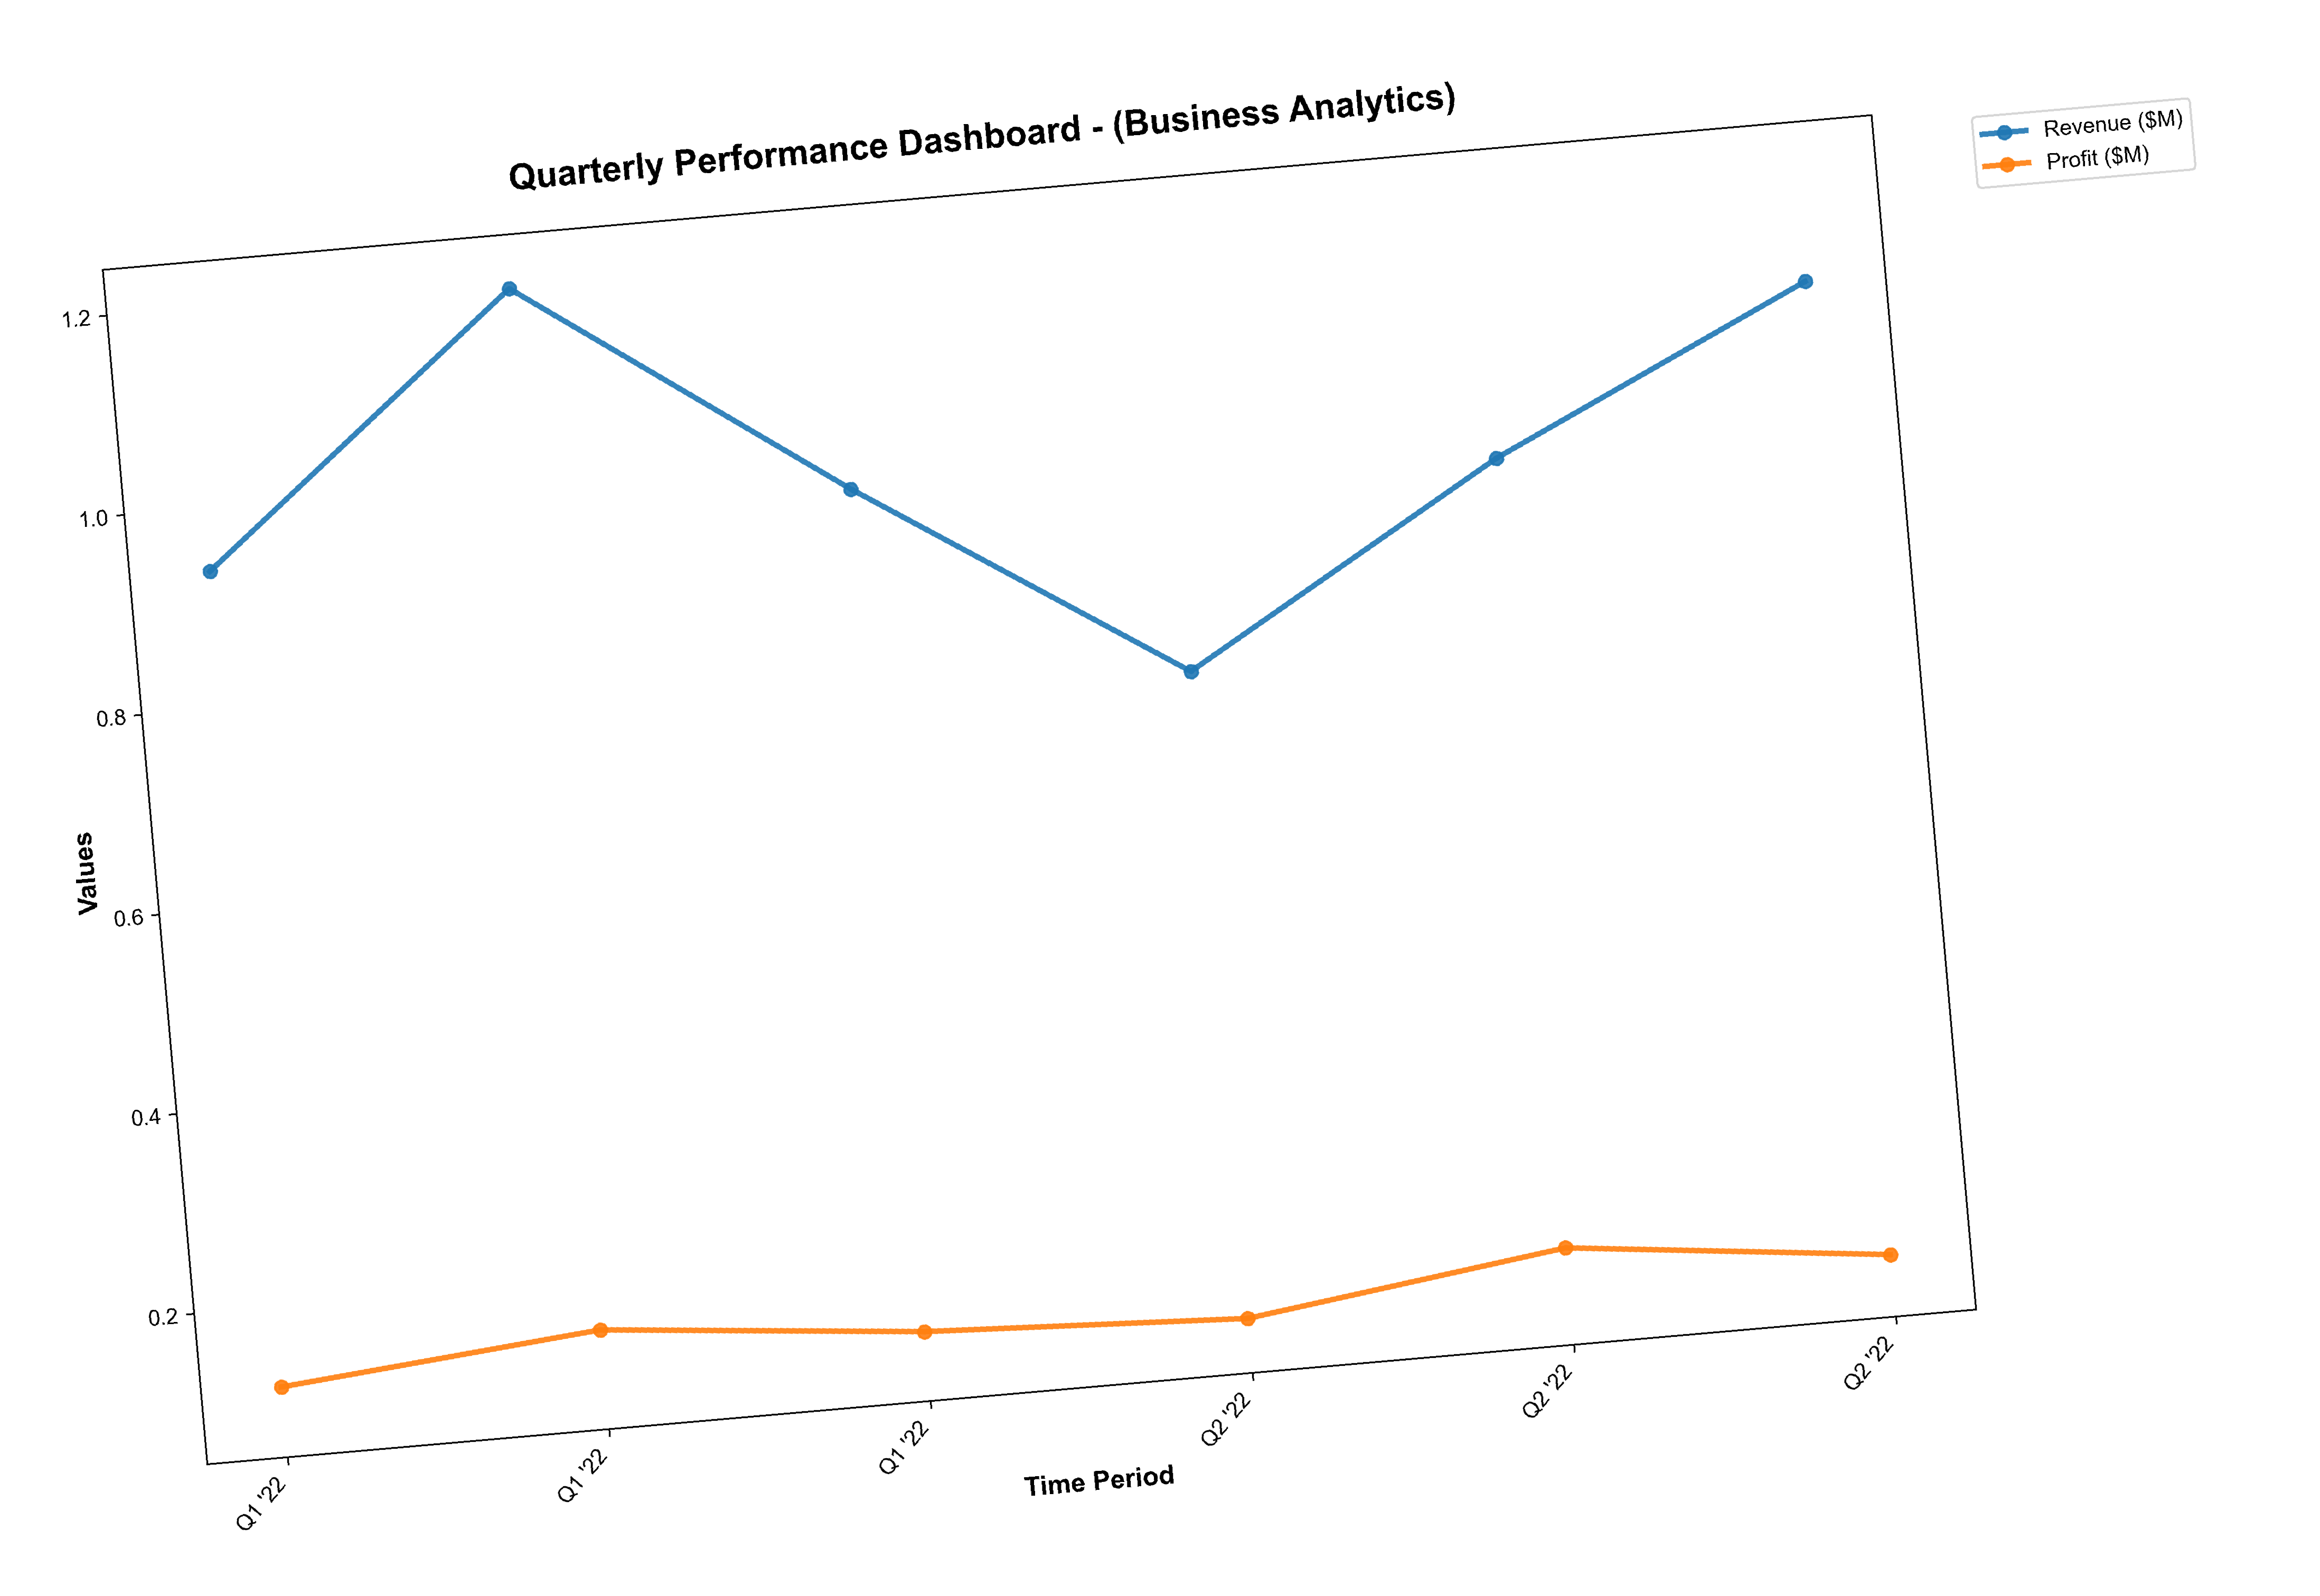 Quarterly Performance Dashboard - (Business Analytics)
Revenue ($M)
Profit ($M)
1.2
1.0
0.8
0.6
0.4
0.2
Values
Q1 '22
Q1 '22
Q1 '22
Q2 '22
Q2 '22
Q2 '22
Time Period